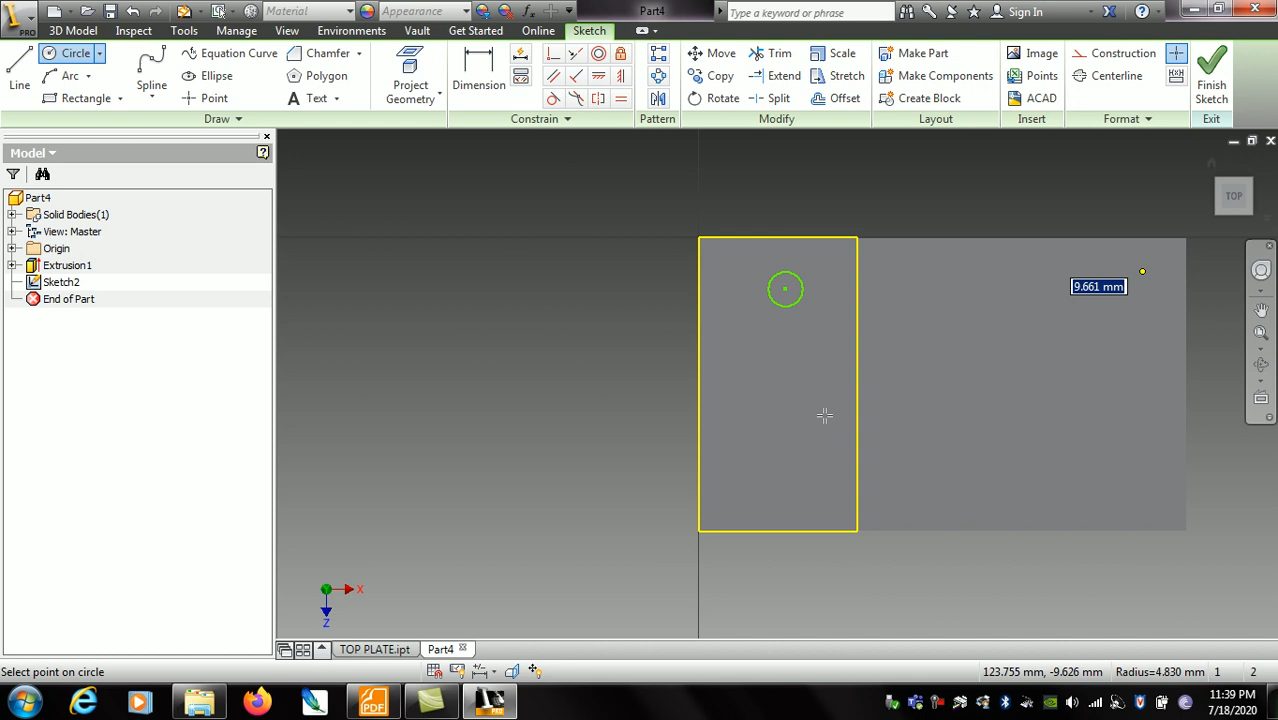 PRO
Material
Appearance
fx
Part4
Type a keyword or phrase
Sign In
3D Model
Inspect
Tools
Manage
View
Environments
Vault
Get Started
Online
Sketch
Line
Circle
Arc
Rectangle
Spline
Equation Curve
Ellipse
Point
Chamfer
Polygon
Text
Project Geometry
Dimension
Move
Copy
Rotate
Trim
Extend
Split
Scale
Stretch
Offset
Make Part
Make Components
Create Block
Image
Points
ACAD
Construction
Centerline
Finish Sketch
Draw
Constrain
Pattern
Modify
Layout
Insert
Format
Exit
Model
Part4
Solid Bodies(1)
View: Master
Origin
Extrusion1
Sketch2
End of Part
TOP
9.661 mm
X
Z
TOP PLATE.ipt
Part4
Select point on circle
123.755 mm, -9.626 mm
Radius=4.830 mm
1
2
PDF
PRO
11:39 PM
7/18/2020